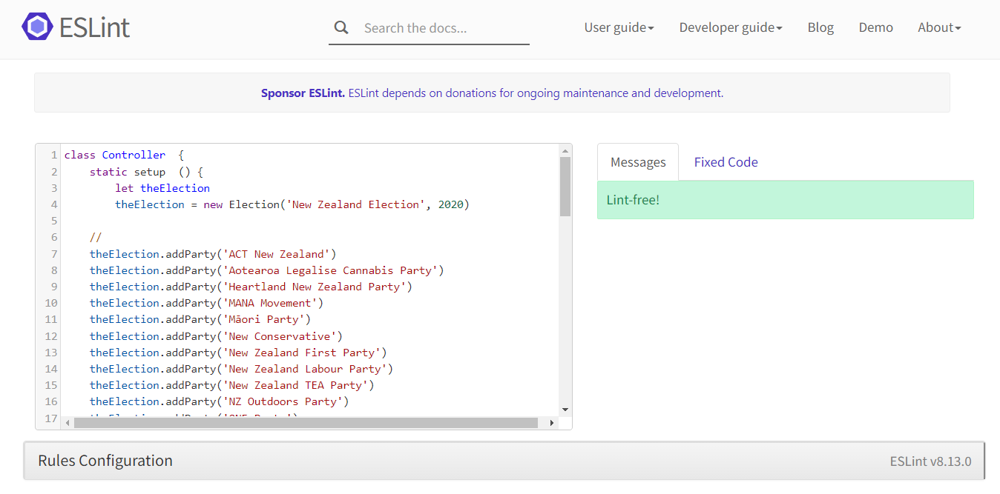 ESLint
Search the docs...
User guide
Developer guide
Blog
Demo
About
Sponsor ESLint. ESLint depends on donations for ongoing maintenance and development.
1 class Controller  {
2     static setup  () {
3         let theElection
4         theElection = new Election('New Zealand Election', 2020)
5
6     //
7     theElection.addParty('ACT New Zealand')
8     theElection.addParty('Aotearoa Legalise Cannabis Party')
9     theElection.addParty('Heartland New Zealand Party')
10     theElection.addParty('MANA Movement')
11     theElection.addParty('Māori Party')
12     theElection.addParty('New Conservative')
13     theElection.addParty('New Zealand First Party')
14     theElection.addParty('New Zealand Labour Party')
15     theElection.addParty('New Zealand TEA Party')
16     theElection.addParty('NZ Outdoors Party')
17
Messages
Fixed Code
Lint-free!
Rules Configuration
ESLint v8.13.0